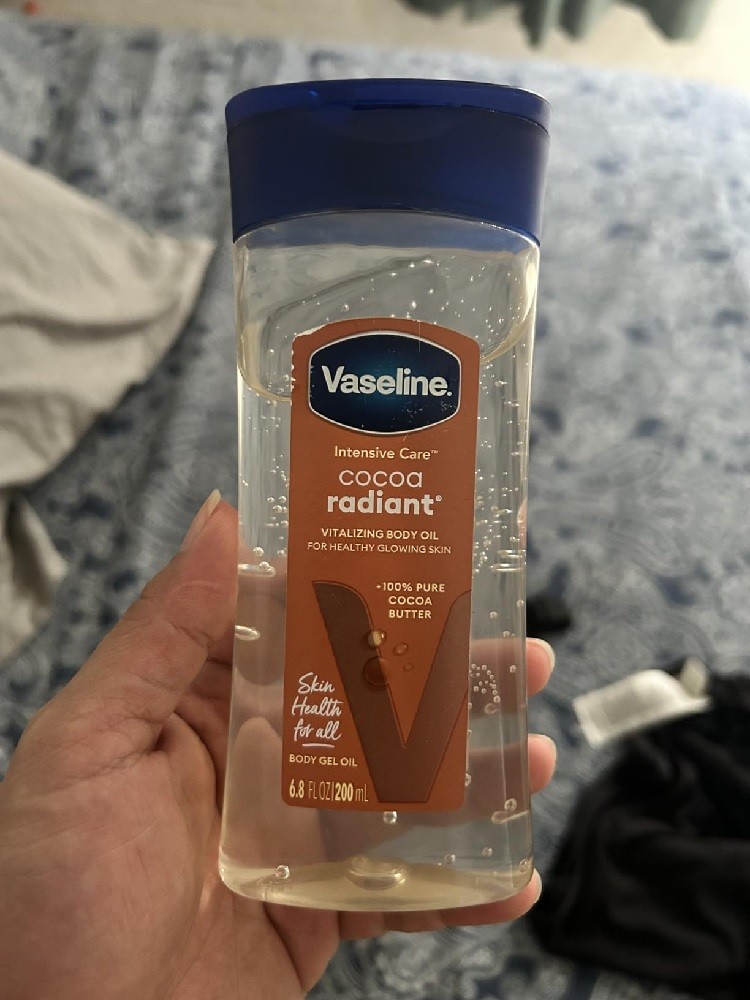 Vaseline.
Intensive Care™
cocoa
radiant®
VITALIZING BODY OIL
FOR HEALTHY GLOWING SKIN
+100% PURE
COCOA
BUTTER
Skin
Health
for all
BODY GEL OIL
6.8 FL OZ|200 mL